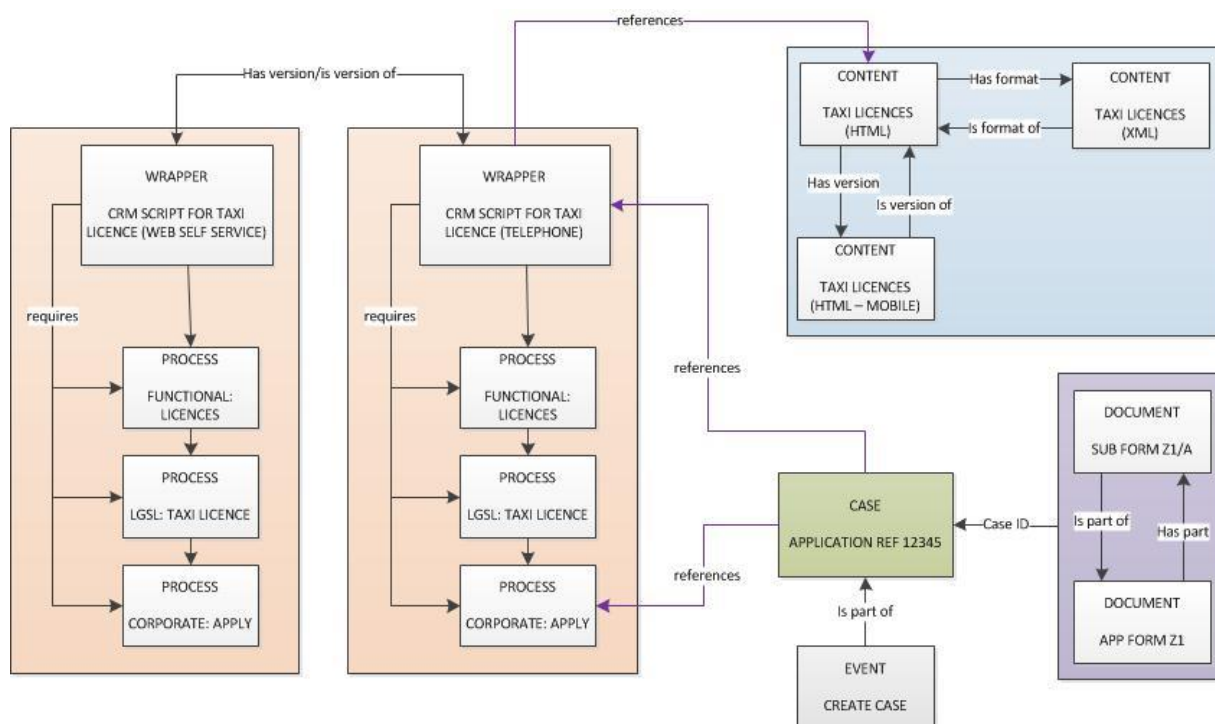 references
Has version/is version of
WRAPPER
CRM SCRIPT FOR TAXI
LICENCE (WEB SELF SERVICE)
requires
PROCESS
FUNCTIONAL:
LICENCES
PROCESS
LGSL: TAXI LICENCE
PROCESS
CORPORATE: APPLY
WRAPPER
CRM SCRIPT FOR TAXI
LICENCE (TELEPHONE)
requires
PROCESS
FUNCTIONAL:
LICENCES
PROCESS
LGSL: TAXI LICENCE
PROCESS
CORPORATE: APPLY
CONTENT
TAXI LICENCES
(HTML)
Has format
Is format of
CONTENT
TAXI LICENCES
(XML)
Has version
Is version of
CONTENT
TAXI LICENCES
(HTML – MOBILE)
references
references
CASE
APPLICATION REF 12345
Case ID
Is part of
EVENT
CREATE CASE
DOCUMENT
SUB FORM Z1/A
Is part of
Has part
DOCUMENT
APP FORM Z1